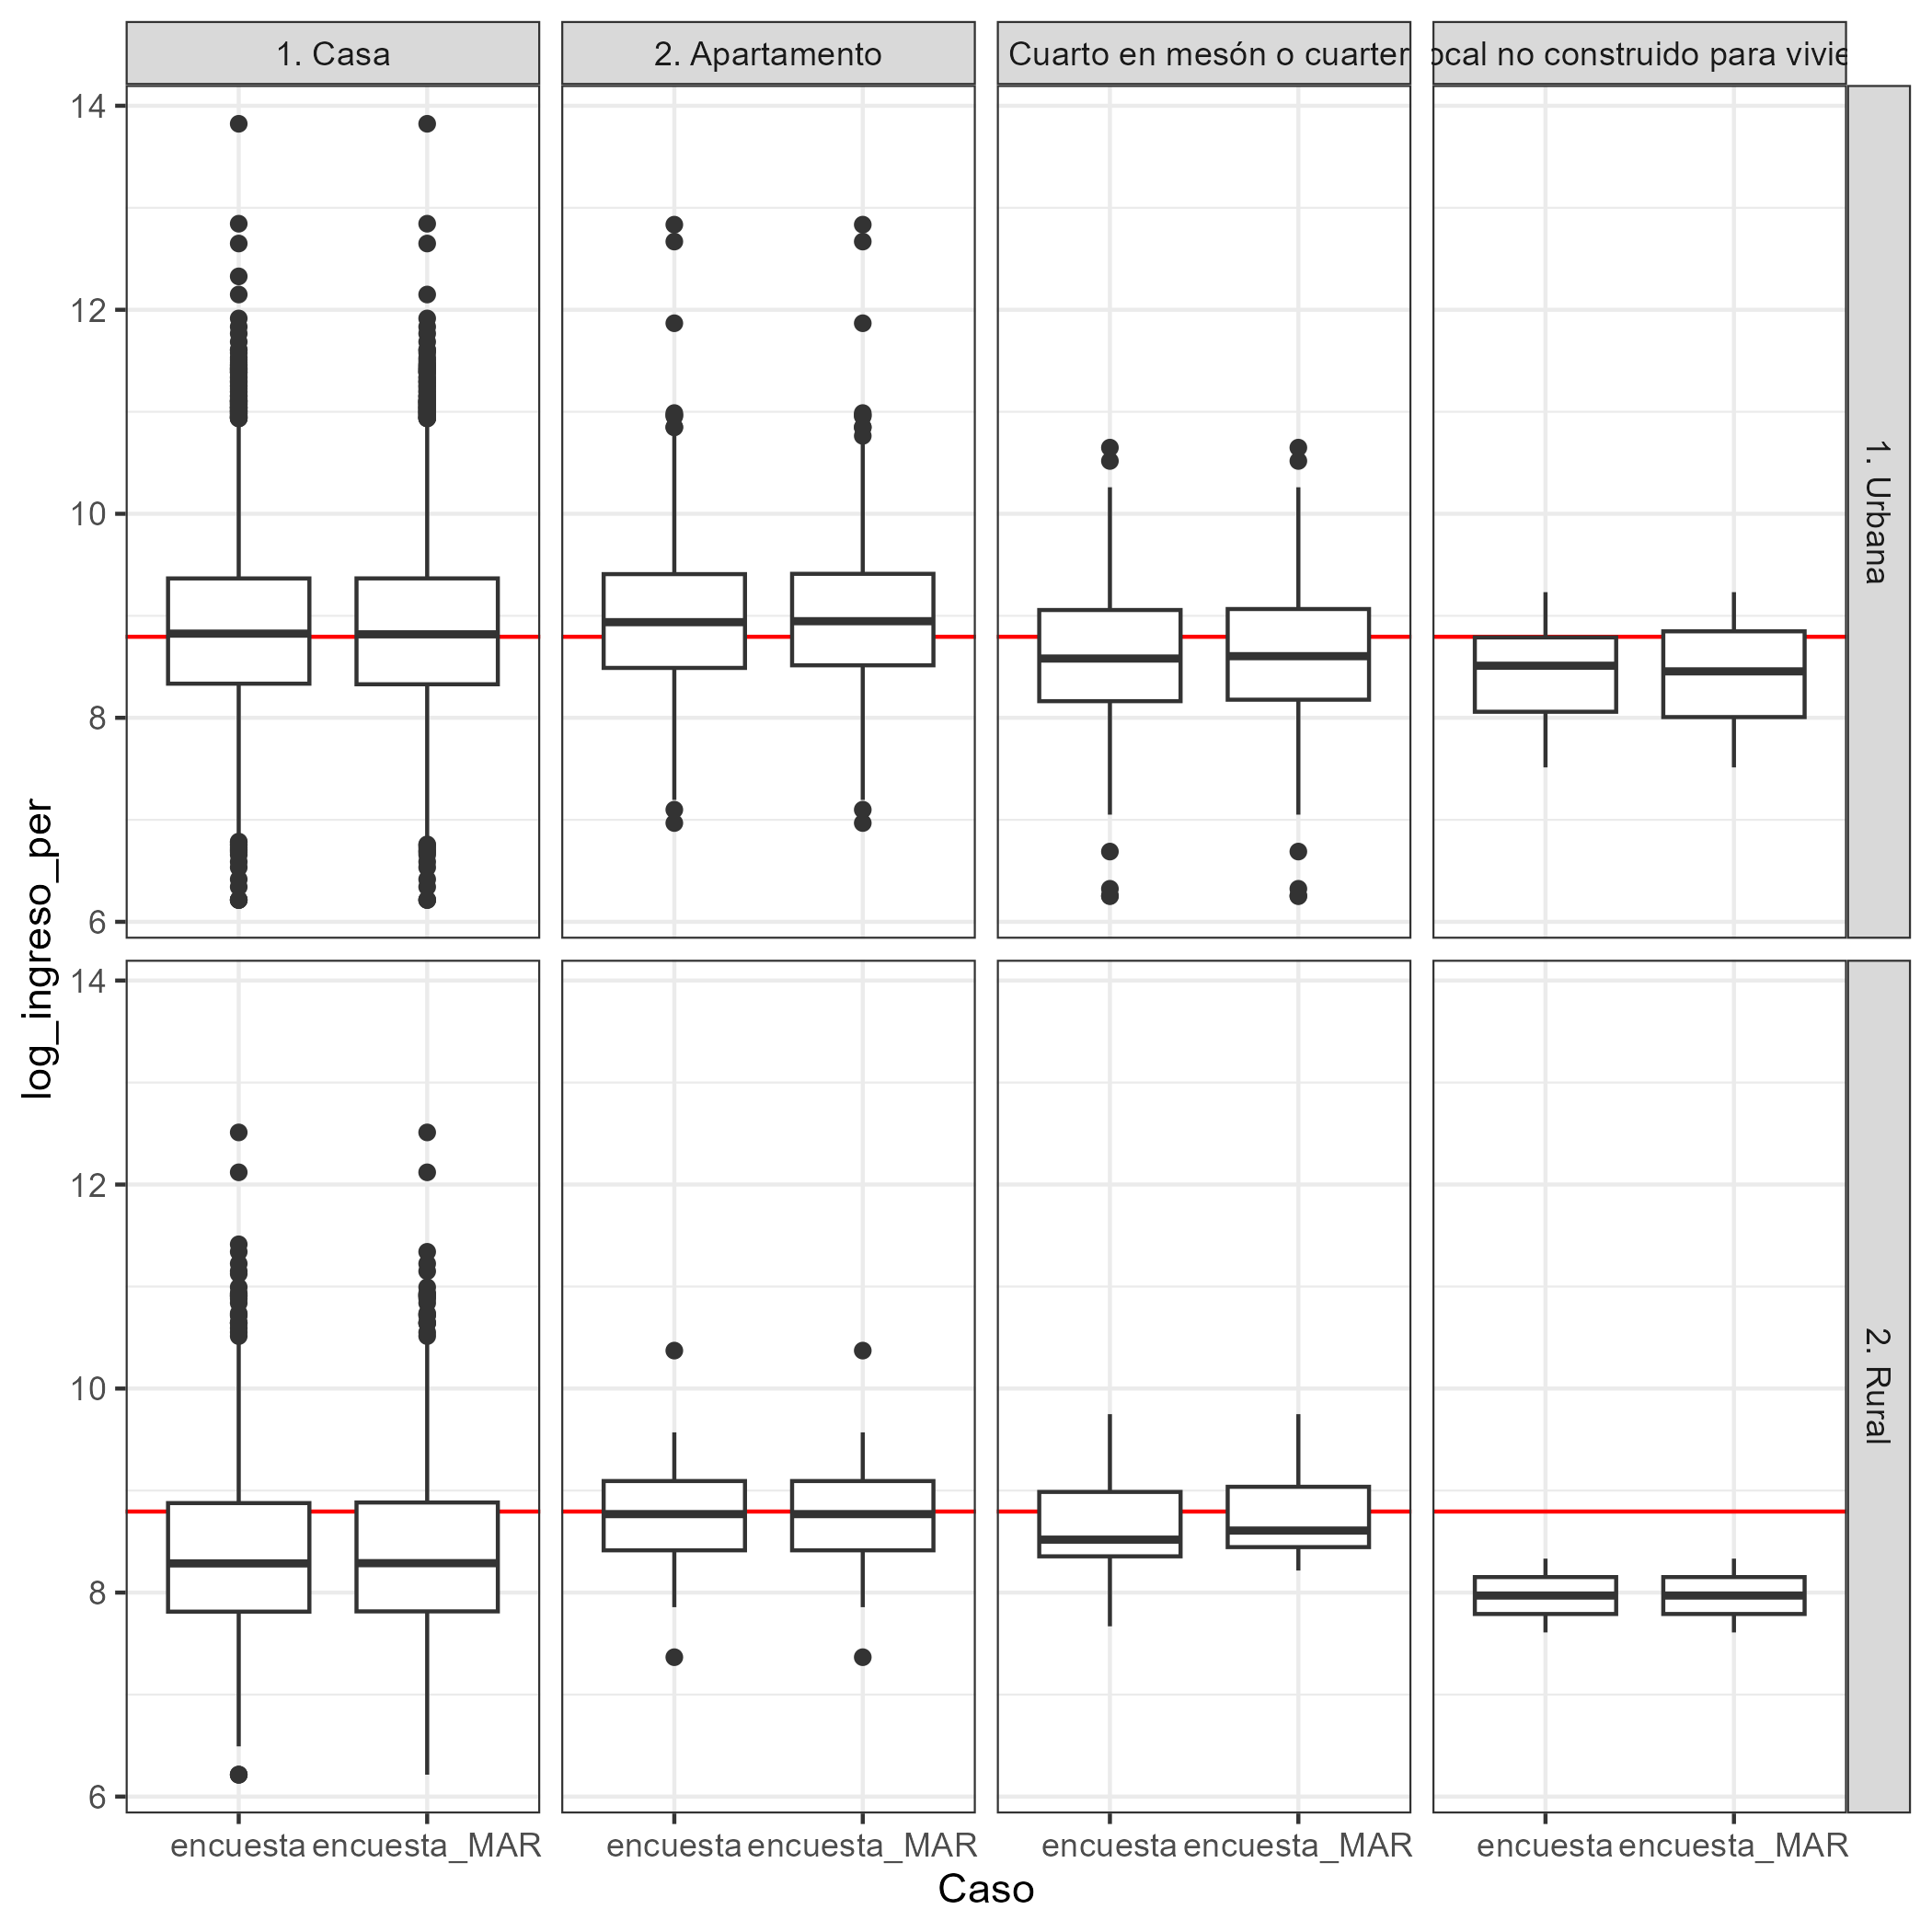 1. Casa
2. Apartamento
Cuarto en mesón o cuarter
ocal no construido para vivie
14
12
10
8
6
1. Urbana
14
12
10
8
6
2. Rural
log_ingreso_per
encuesta encuesta_MAR
encuesta encuesta_MAR
encuesta encuesta_MAR
encuesta encuesta_MAR
Caso